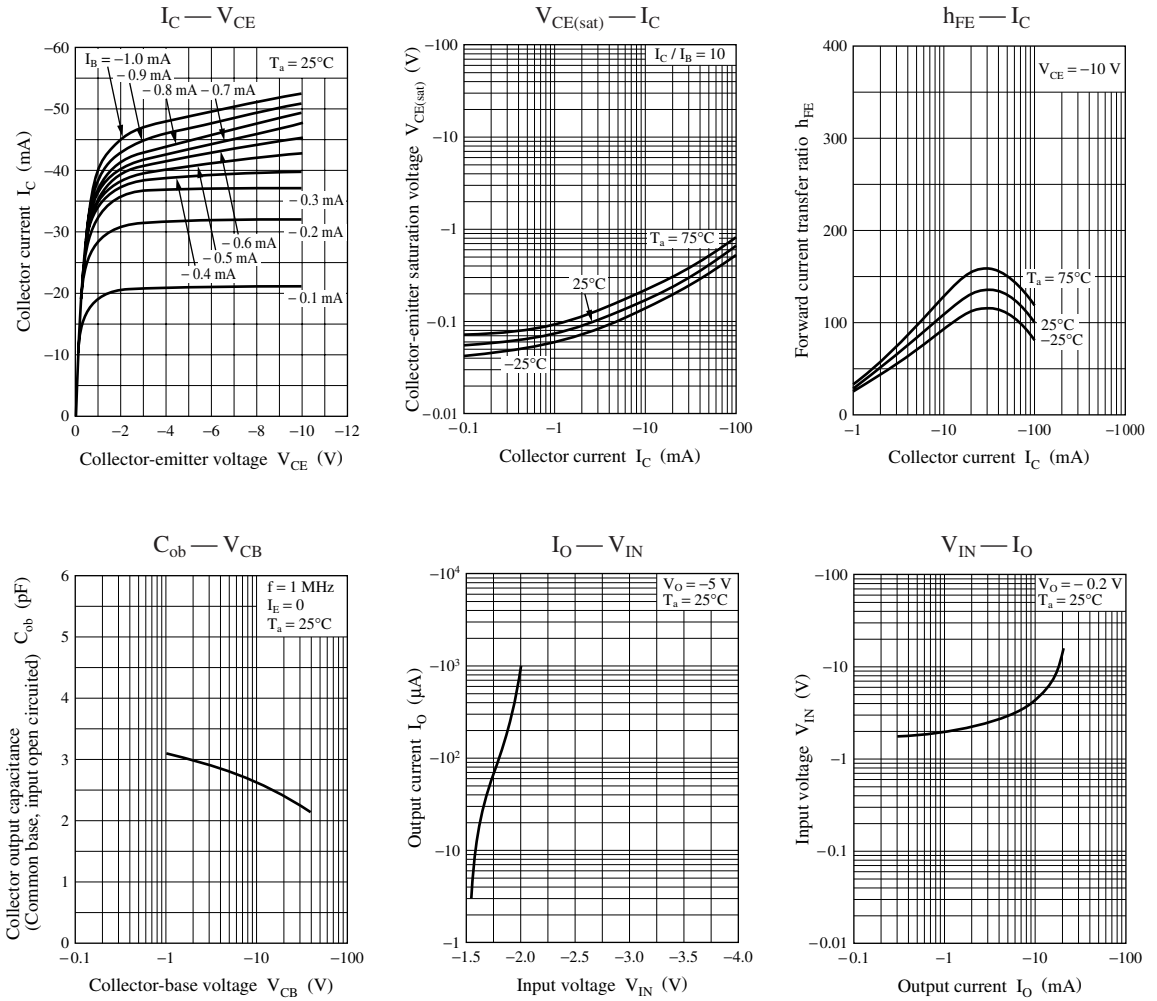 I_C — V_CE
−60
−50
−40
−30
−20
−10
0
0 −2 −4 −6 −8 −10 −12
Collector current I_C (mA)
Collector-emitter voltage V_CE (V)
T_a = 25°C
I_B = −1.0 mA
− 0.9 mA
− 0.8 mA
− 0.7 mA
− 0.6 mA
− 0.5 mA
− 0.4 mA
− 0.3 mA
− 0.2 mA
− 0.1 mA
V_CE(sat) — I_C
−100
−10
−1
−0.1
−0.01
−0.1 −1 −10 −100
Collector-emitter saturation voltage V_CE(sat) (V)
Collector current I_C (mA)
I_C / I_B = 10
T_a = 75°C
25°C
−25°C
h_FE — I_C
400
300
200
150
250
350
100
50
0
−1 −10 −100 −1000
Forward current transfer ratio h_FE
Collector current I_C (mA)
V_CE = −10 V
T_a = 75°C
25°C
−25°C
C_ob — V_CB
6
5
4
3
2
1
0
−0.1 −1 −10 −100
Collector output capacitance
(Common base, input open circuited) C_ob (pF)
Collector-base voltage V_CB (V)
f = 1 MHz
I_E = 0
T_a = 25°C
I_O — V_IN
−10⁴
−10³
−10²
−10
−1
−1.5 −2.0 −2.5 −3.0 −3.5 −4.0
Output current I_O (μA)
Input voltage V_IN (V)
V_O = −5 V
T_a = 25°C
V_IN — I_O
−100
−10
−1
−0.1
−0.01
−0.1 −1 −10 −100
Input voltage V_IN (V)
Output current I_O (mA)
V_O = − 0.2 V
T_a = 25°C